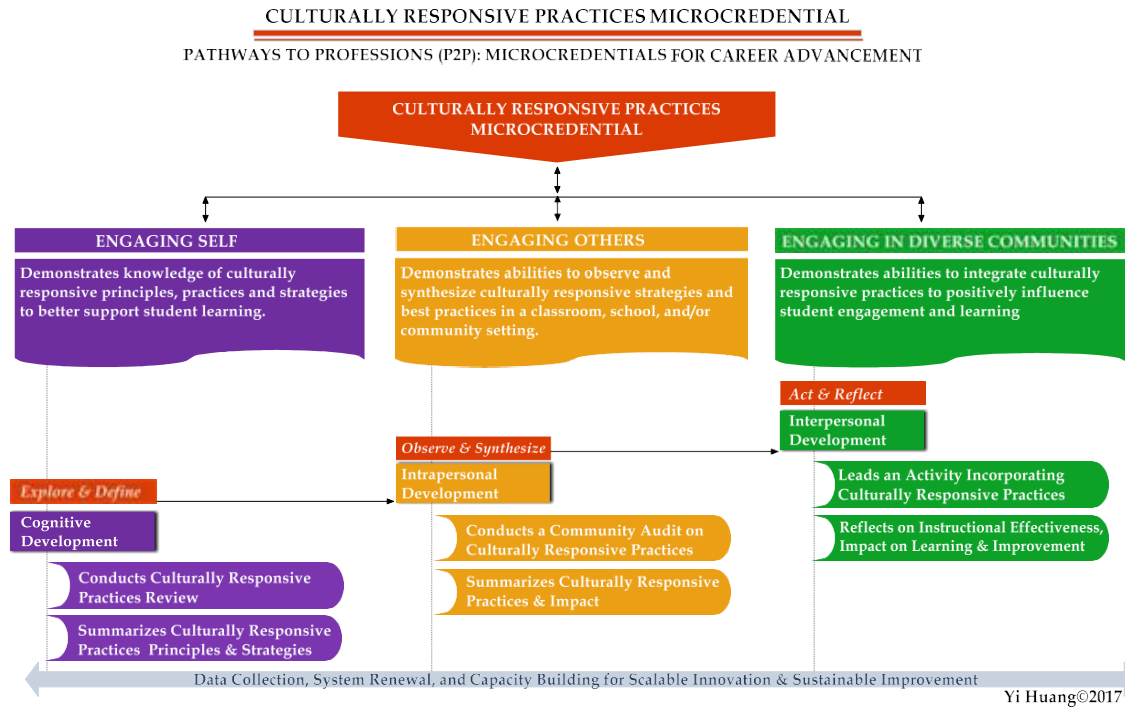 CULTURALLY RESPONSIVE PRACTICES MICROCREDENTIAL
PATHWAYS TO PROFESSIONS (P2P): MICROCREDENTIALS FOR CAREER ADVANCEMENT
CULTURALLY RESPONSIVE PRACTICES
MICROCREDENTIAL
ENGAGING SELF
Demonstrates knowledge of culturally
responsive principles, practices and strategies
to better support student learning.
ENGAGING OTHERS
Demonstrates abilities to observe and
synthesize culturally responsive strategies and
best practices in a classroom, school, and/or
community setting.
ENGAGING IN DIVERSE COMMUNITIES
Demonstrates abilities to integrate culturally
responsive practices to positively influence
student engagement and learning
Explore & Define
Cognitive
Development
Conducts Culturally Responsive
Practices Review
Summarizes Culturally Responsive
Practices Principles & Strategies
Observe & Synthesize
Intrapersonal
Development
Conducts a Community Audit on
Culturally Responsive Practices
Summarizes Culturally Responsive
Practices & Impact
Act & Reflect
Interpersonal
Development
Leads an Activity Incorporating
Culturally Responsive Practices
Reflects on Instructional Effectiveness,
Impact on Learning & Improvement
Data Collection, System Renewal, and Capacity Building for Scalable Innovation & Sustainable Improvement
Yi Huang©2017